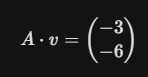 A · v = (−3
−6)